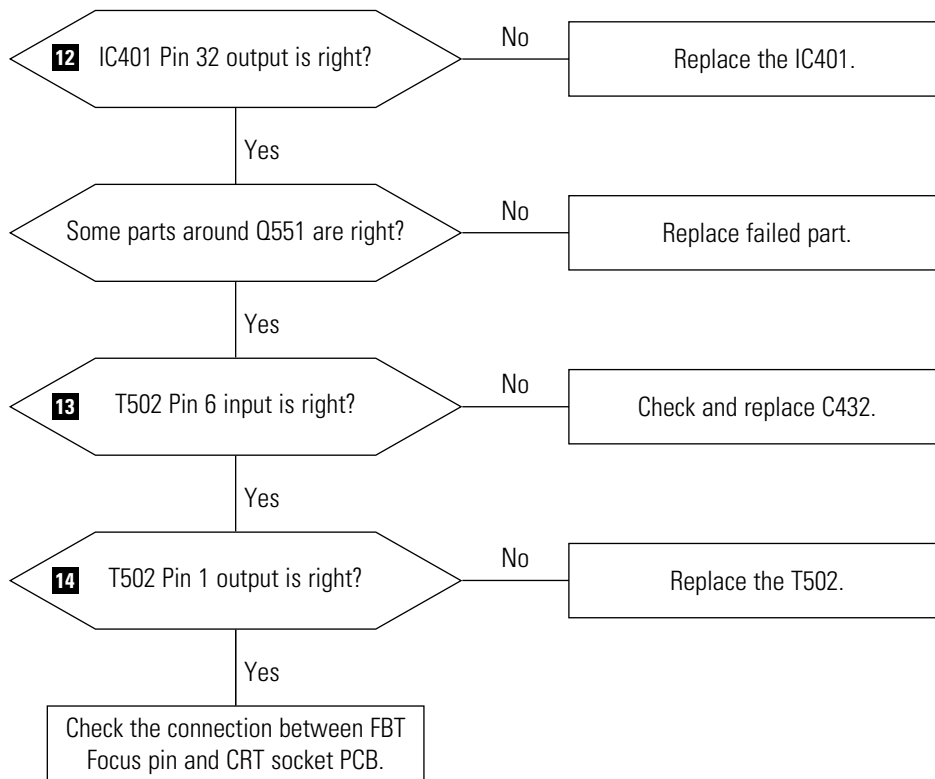 12 IC401 Pin 32 output is right?
No
Replace the IC401.
Yes
Some parts around Q551 are right?
No
Replace failed part.
Yes
13 T502 Pin 6 input is right?
No
Check and replace C432.
Yes
14 T502 Pin 1 output is right?
No
Replace the T502.
Yes
Check the connection between FBT
Focus pin and CRT socket PCB.